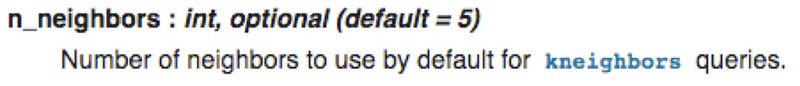 n_neighbors : int, optional (default = 5)
Number of neighbors to use by default for kneighbors queries.